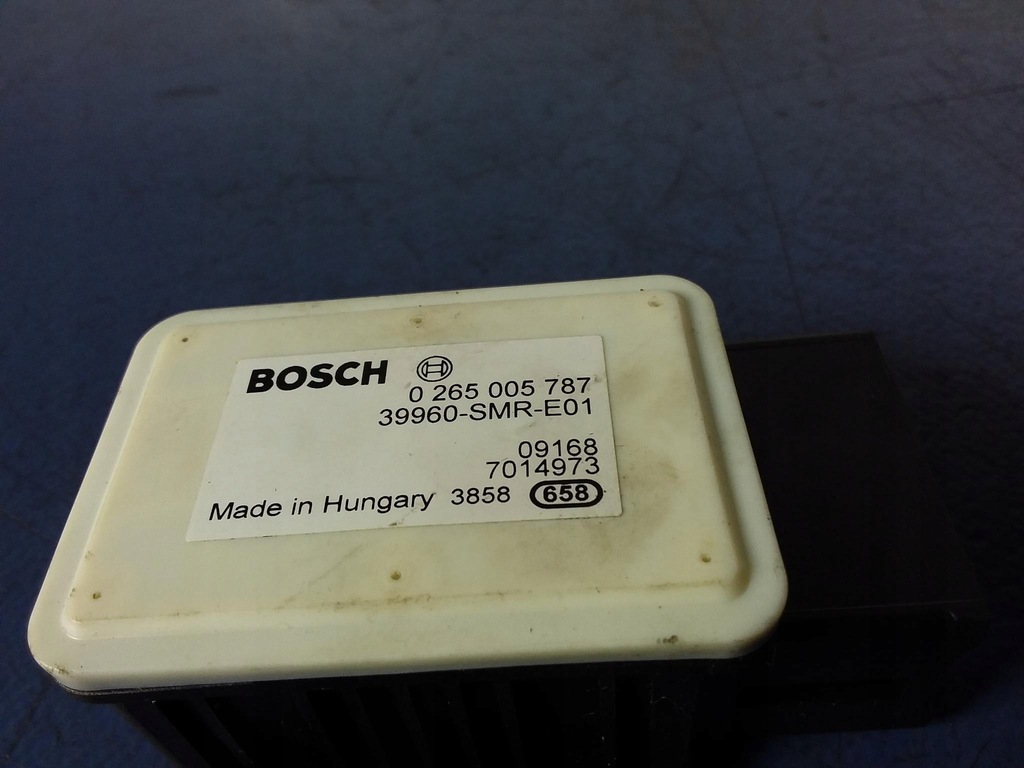 BOSCH
0 265 005 787
39960-SMR-E01
09168
7014973
Made in Hungary 3858 658